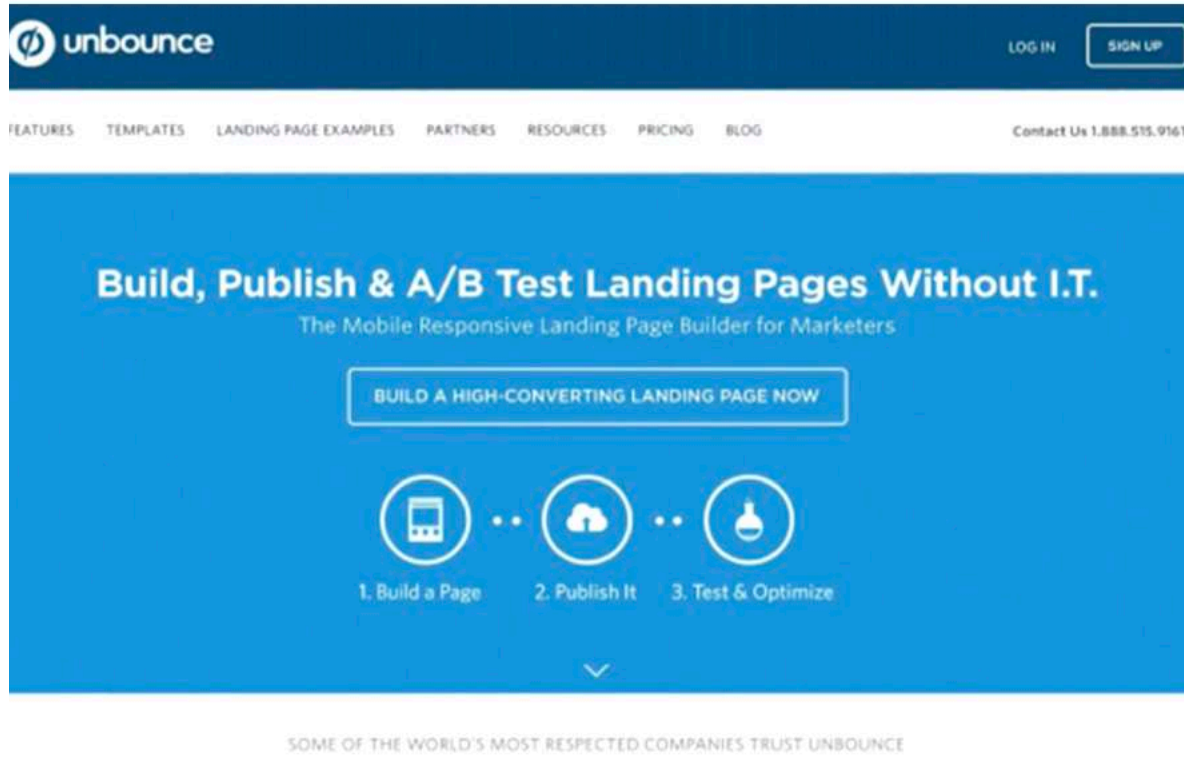 unbounce
LOG IN SIGN UP
FEATURES TEMPLATES LANDING PAGE EXAMPLES PARTNERS RESOURCES PRICING BLOG Contact Us 1.888.515.9161
Build, Publish & A/B Test Landing Pages Without I.T.
The Mobile Responsive Landing Page Builder for Marketers
BUILD A HIGH-CONVERTING LANDING PAGE NOW
1. Build a Page 2. Publish It 3. Test & Optimize
SOME OF THE WORLD'S MOST RESPECTED COMPANIES TRUST UNBOUNCE